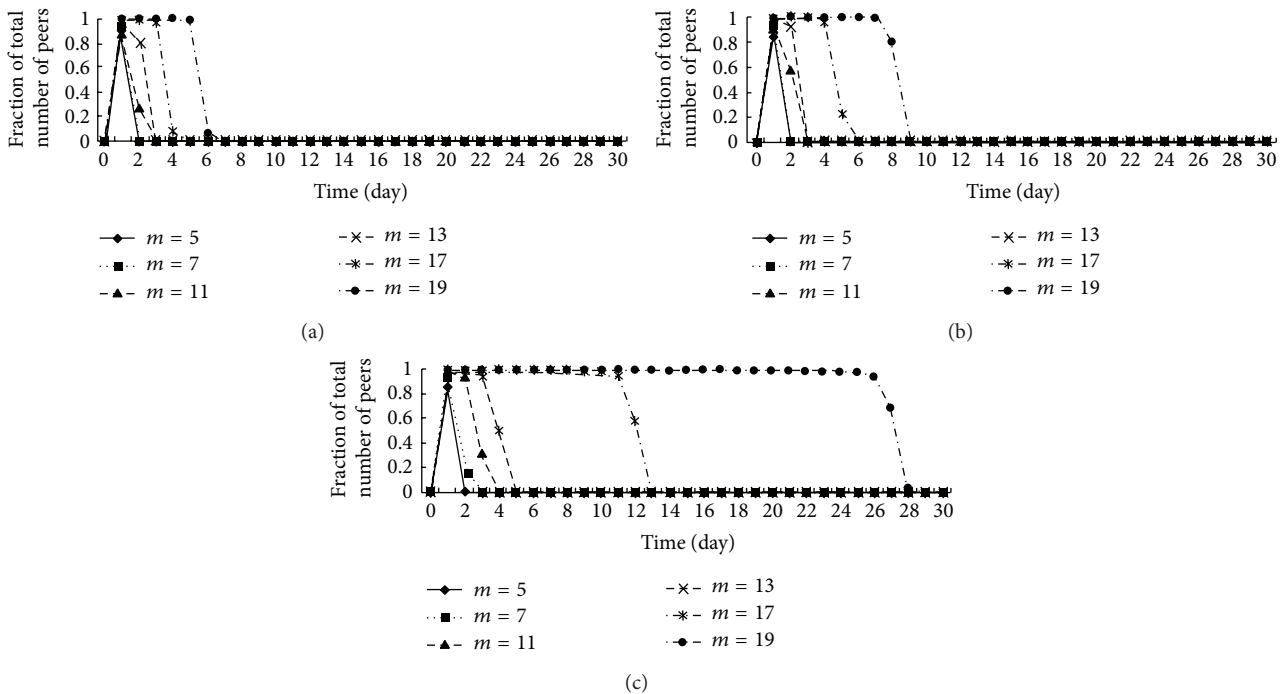 Fraction of total
number of peers
1
0.8
0.6
0.4
0.2
0
0 2 4 6 8 10 12 14 16 18 20 22 24 26 28 30
Time (day)
m = 5
m = 7
m = 11
m = 13
m = 17
m = 19
(a)
Fraction of total
number of peers
1
0.8
0.6
0.4
0.2
0
0 2 4 6 8 10 12 14 16 18 20 22 24 26 28 30
Time (day)
m = 5
m = 7
m = 11
m = 13
m = 17
m = 19
(b)
Fraction of total
number of peers
1
0.8
0.6
0.4
0.2
0
0 2 4 6 8 10 12 14 16 18 20 22 24 26 28 30
Time (day)
m = 5
m = 7
m = 11
m = 13
m = 17
m = 19
(c)